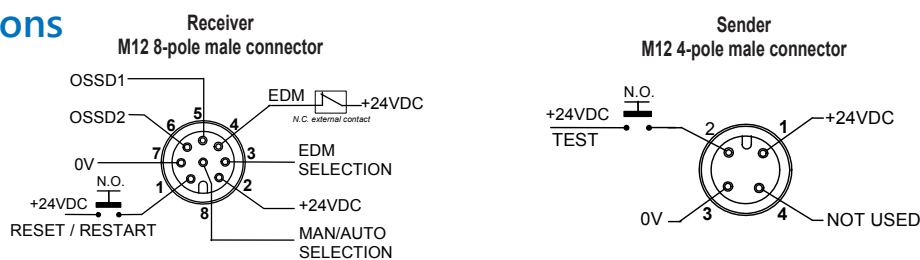 ons
Receiver
M12 8-pole male connector
OSSD1
OSSD2
0V
N.O.
+24VDC
RESET / RESTART
5
6
4
7
3
1
2
8
EDM
+24VDC
N.C. external contact
EDM
SELECTION
+24VDC
MAN/AUTO
SELECTION
Sender
M12 4-pole male connector
N.O.
+24VDC
TEST
2
1
+24VDC
0V
3
4
NOT USED